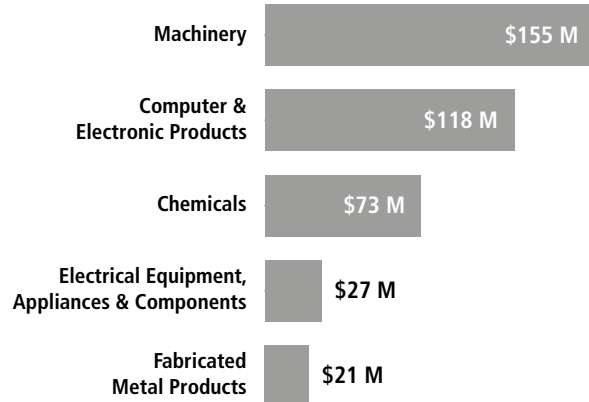 Machinery
$155 M
Computer &
Electronic Products
$118 M
Chemicals
$73 M
Electrical Equipment,
Appliances & Components
$27 M
Fabricated
Metal Products
$21 M